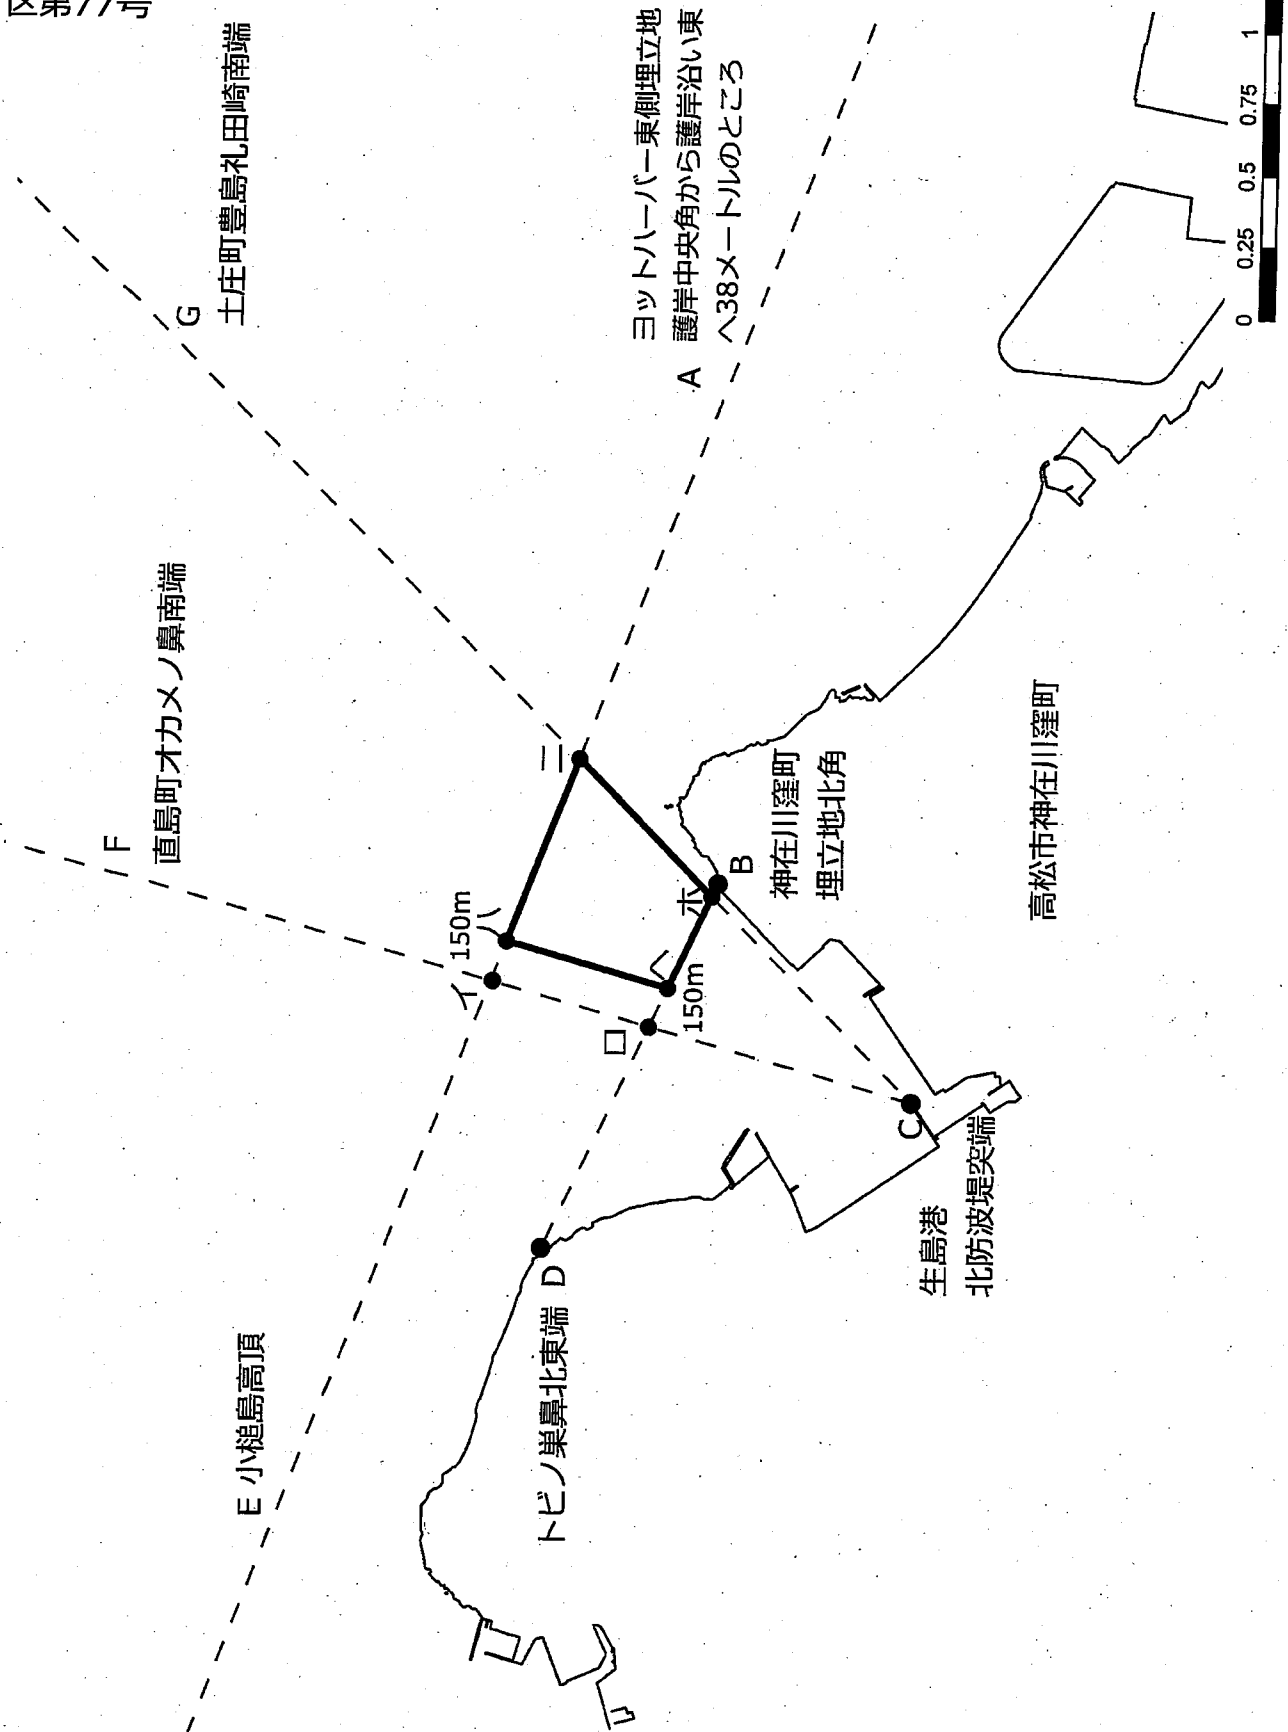 区第77号
E 小槌島高頂
F
直島町オカメノ鼻南端
G
土庄町豊島礼田崎南端
ヨットハーバー東側埋立地
護岸中央角から護岸沿い東
へ38メートルのところ
A
150m
イ
ハ
ニ
ロ
ヘ
150m
ホ
B
神在川窪町
埋立地北角
トビノ巣鼻北東端 D
C
生島港
北防波堤突端
高松市神在川窪町
0 0.25 0.5 0.75 1